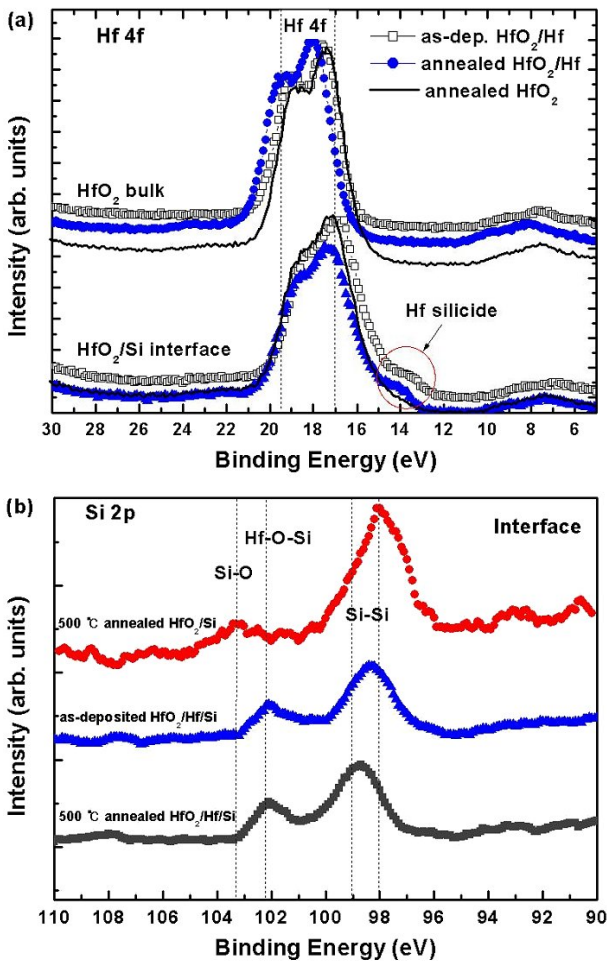 (a)
Hf 4f
Hf 4f
as-dep. HfO₂/Hf
annealed HfO₂/Hf
annealed HfO₂
HfO₂ bulk
Hf silicide
HfO₂/Si interface
Intensity (arb. units)
30 28 26 24 22 20 18 16 14 12 10 8 6
Binding Energy (eV)
(b)
Si 2p
Interface
Hf-O-Si
Si-O
Si-Si
500 ℃ annealed HfO₂/Si
as-deposited HfO₂/Hf/Si
500 ℃ annealed HfO₂/Hf/Si
Intensity (arb. units)
110 108 106 104 102 100 98 96 94 92 90
Binding Energy (eV)